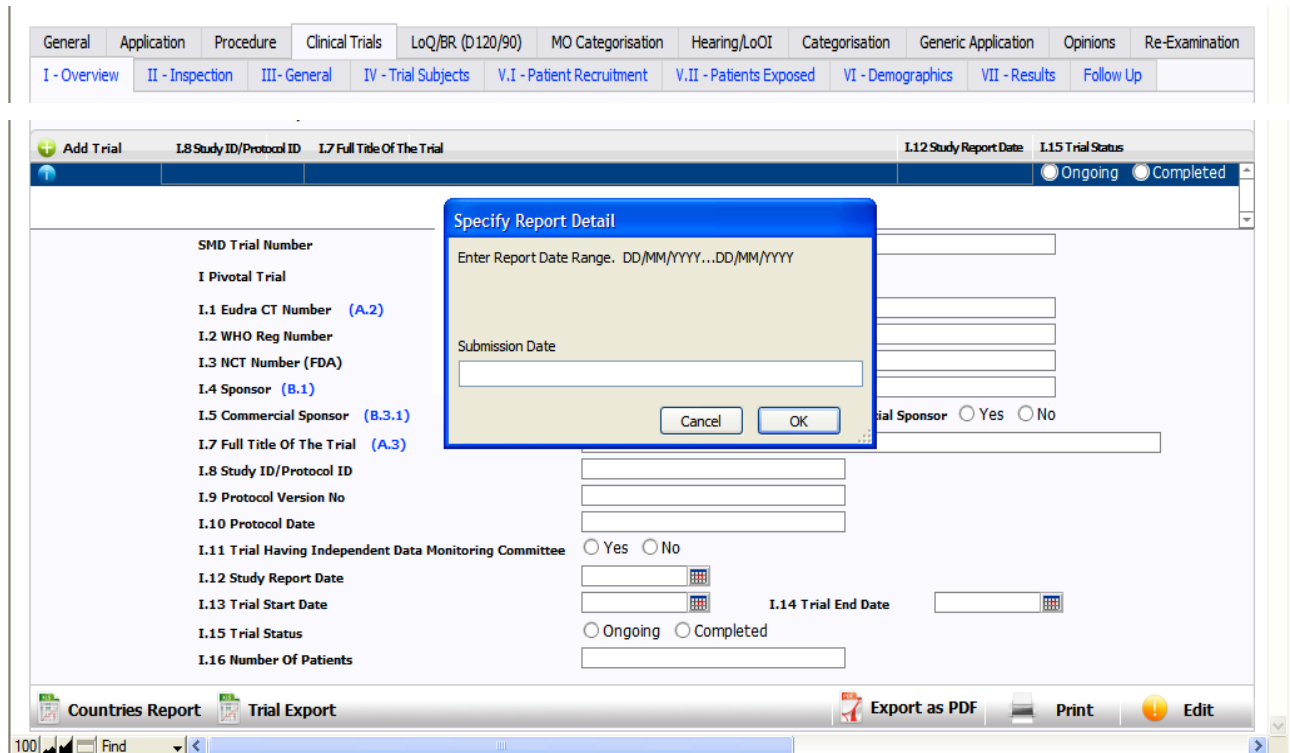 General Application Procedure Clinical Trials LoQ/BR (D120/90) MO Categorisation Hearing/LoOI Categorisation Generic Application Opinions Re-Examination
I - Overview II - Inspection III- General IV - Trial Subjects V.I - Patient Recruitment V.II - Patients Exposed VI - Demographics VII - Results Follow Up
Add Trial I.8 Study ID/Protocol ID I.7 Full Title Of The Trial I.12 Study Report Date I.15 Trial Status
Ongoing Completed
Specify Report Detail
Enter Report Date Range. DD/MM/YYYY...DD/MM/YYYY
Submission Date
Cancel OK
SMD Trial Number
I Pivotal Trial
I.1 Eudra CT Number (A.2)
I.2 WHO Reg Number
I.3 NCT Number (FDA)
I.4 Sponsor (B.1)
I.5 Commercial Sponsor (B.3.1) Sponsor Yes No
I.7 Full Title Of The Trial (A.3)
I.8 Study ID/Protocol ID
I.9 Protocol Version No
I.10 Protocol Date
I.11 Trial Having Independent Data Monitoring Committee Yes No
I.12 Study Report Date
I.13 Trial Start Date I.14 Trial End Date
I.15 Trial Status Ongoing Completed
I.16 Number Of Patients
Countries Report Trial Export Export as PDF Print Edit
100 Find